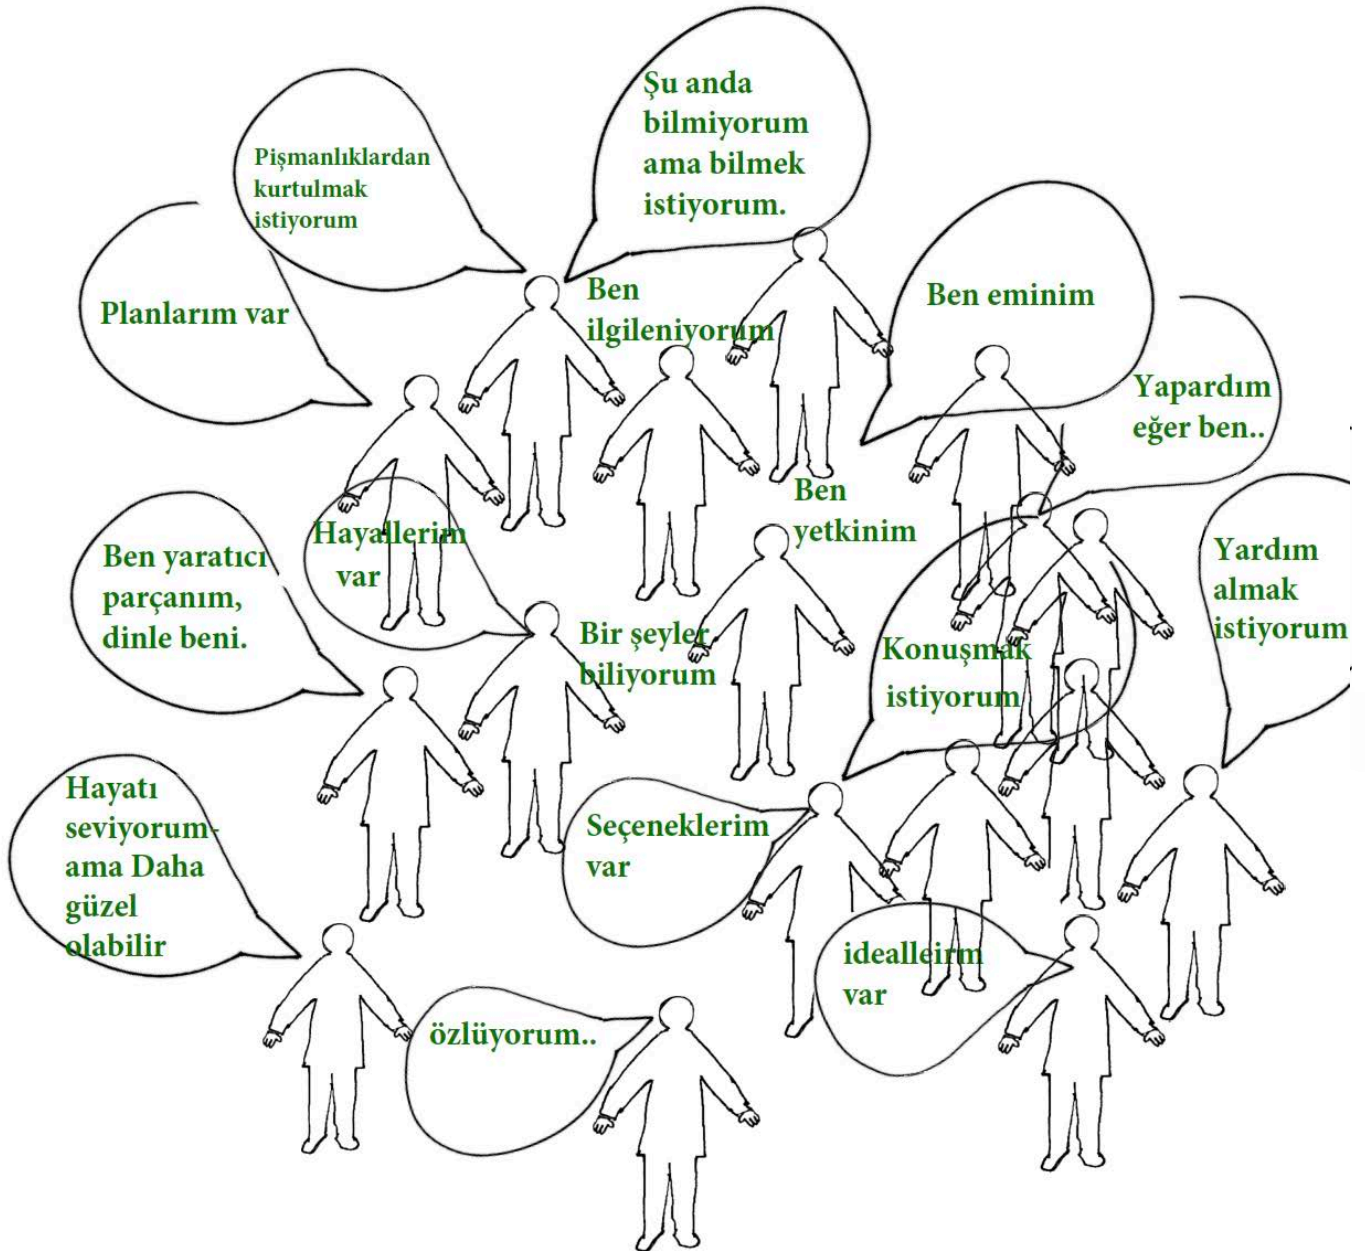 Şu anda
bilmiyorum
ama bilmek
istiyorum.
Pişmanlıklardan
kurtulmak
istiyorum
Planlarım var
Ben
ilgileniyorum
Ben eminim
Yapardım
eğer ben..
Ben
yetkinim
Hayallerim
var
Ben yaratıcı
parçanım,
dinle beni.
Yardım
almak
istiyorum
Bir şeyler
biliyorum
Konuşmak
istiyorum
Hayatı
seviyorum-
ama Daha
güzel
olabilir
Seçeneklerim
var
idealleirm
var
özlüyorum..